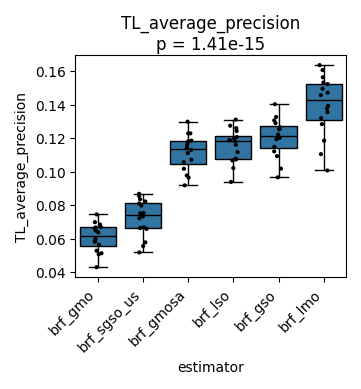 TL_average_precision
p = 1.41e-15
TL_average_precision
0.16
0.14
0.12
0.10
0.08
0.06
0.04
brf_gmo
brf_sgso_us
brf_gmosa
brf_lso
brf_gso
brf_lmo
estimator